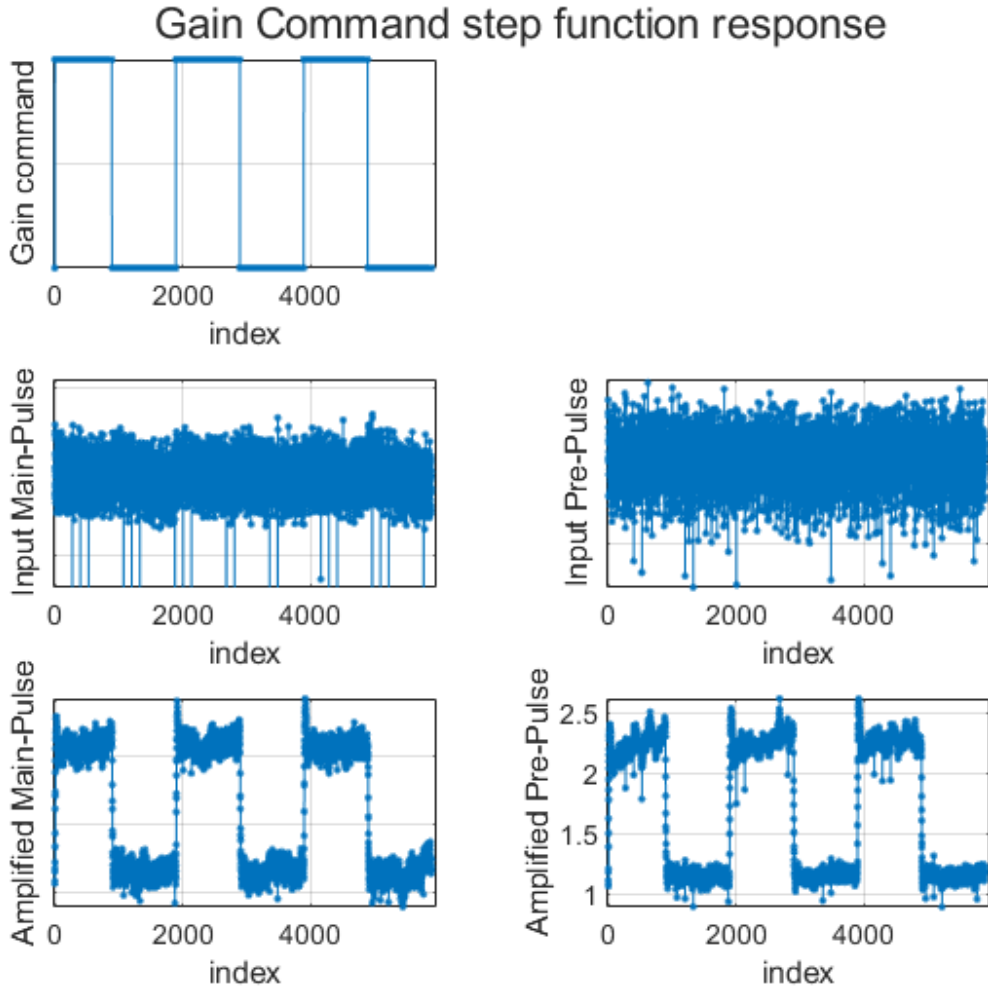 Gain Command step function response
Gain command
0 2000 4000
index
Input Main-Pulse
0 2000 4000
index
Input Pre-Pulse
0 2000 4000
index
Amplified Main-Pulse
0 2000 4000
index
Amplified Pre-Pulse
2.5
2
1.5
1
0 2000 4000
index